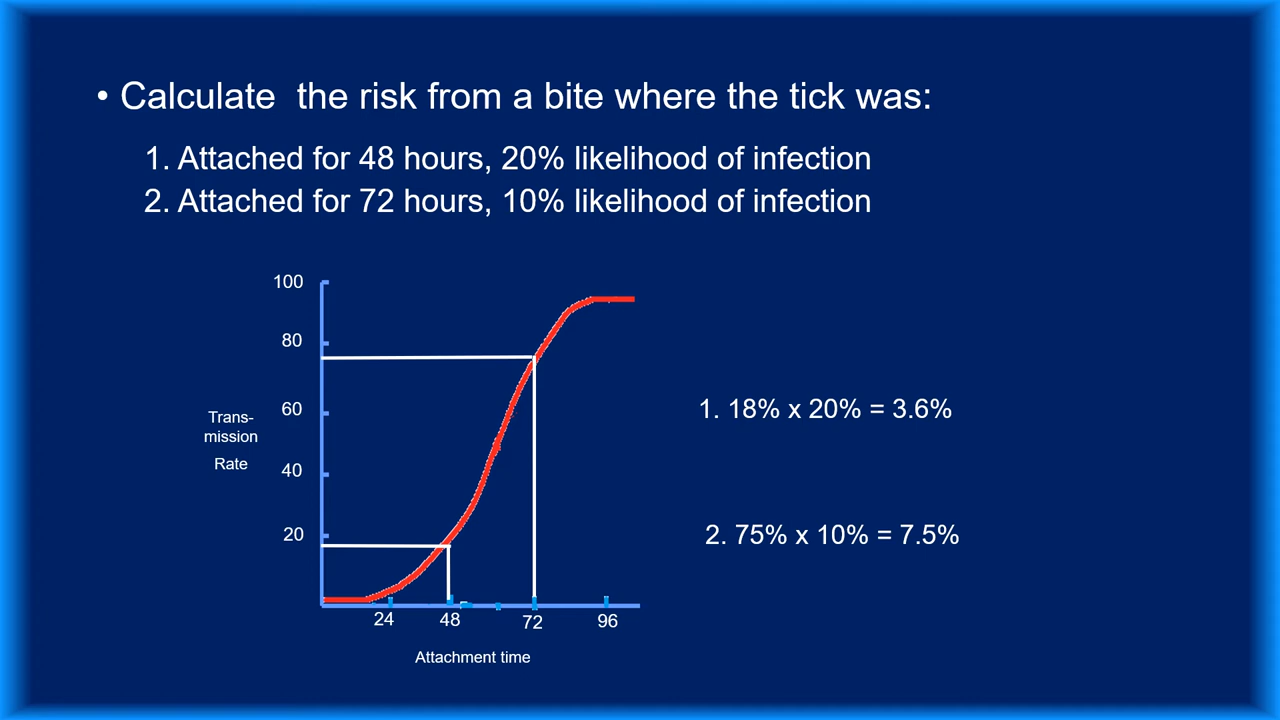 • Calculate  the risk from a bite where the tick was:
1. Attached for 48 hours, 20% likelihood of infection
2. Attached for 72 hours, 10% likelihood of infection
100
80
60
40
20
Trans-
mission
Rate
24 48 72 96
Attachment time
1. 18% x 20% = 3.6%
2. 75% x 10% = 7.5%